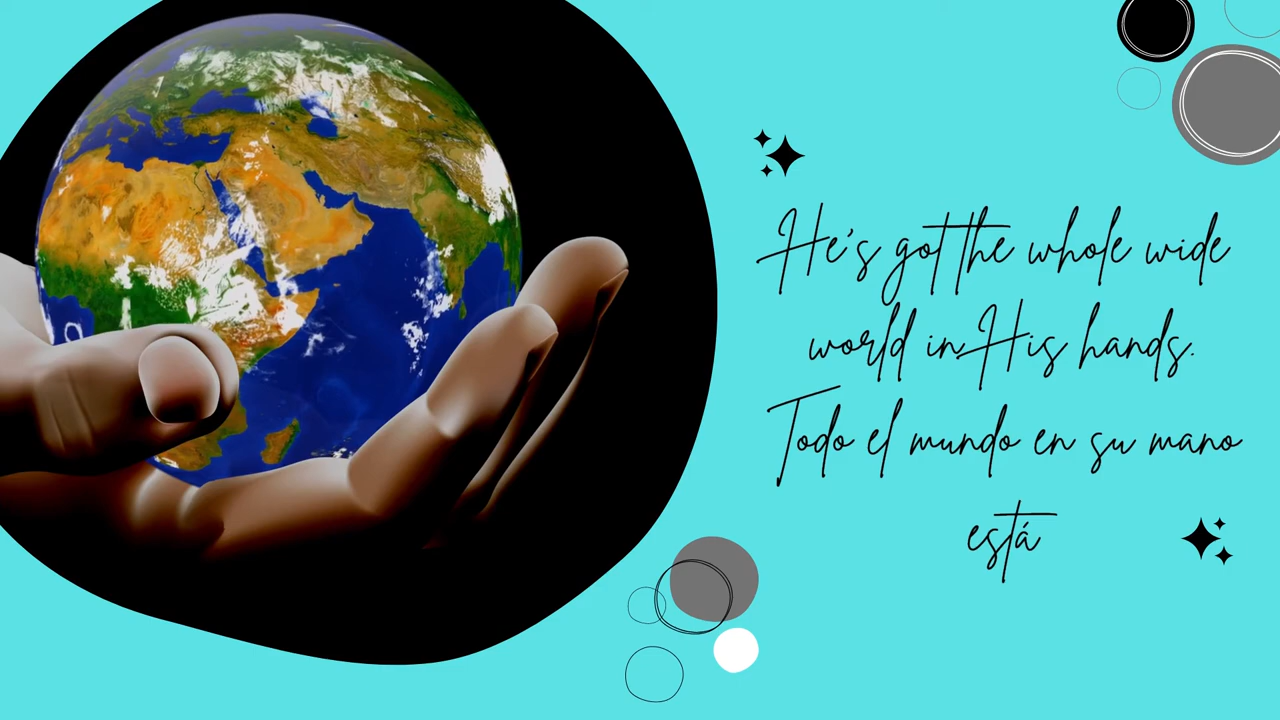 He's got the whole wide
world in His hands.
Todo el mundo en su mano
está